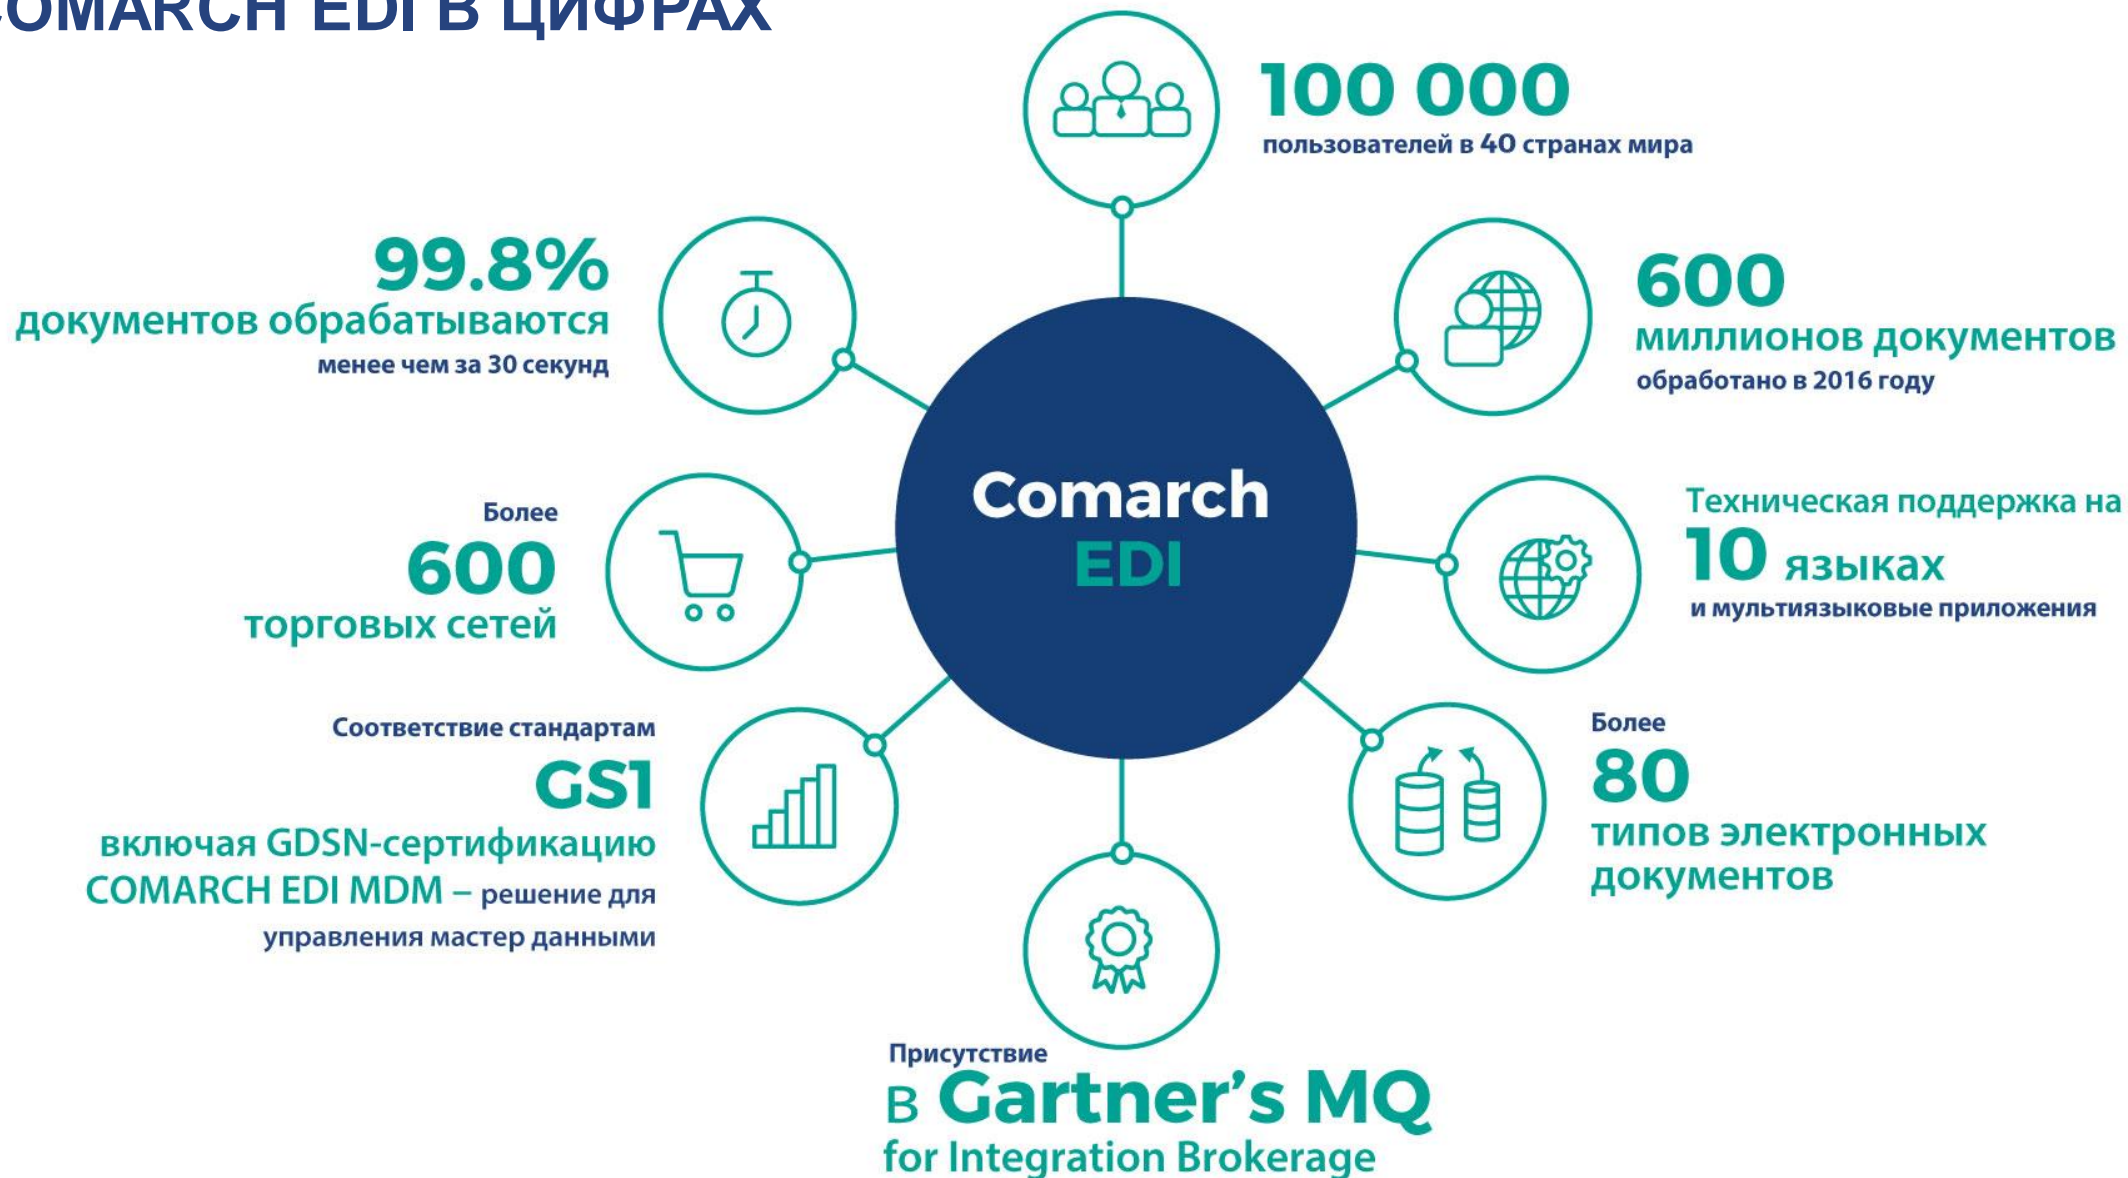 COMARCH EDI В ЦИФРАХ
100 000
пользователей в 40 странах мира
99.8%
документов обрабатываются
менее чем за 30 секунд
600
миллионов документов
обработано в 2016 году
Comarch
EDI
Более
600
торговых сетей
Техническая поддержка на
10 языках
и мультиязыковые приложения
Соответствие стандартам
GS1
включая GDSN-сертификацию
COMARCH EDI MDM – решение для
управления мастер данными
Более
80
типов электронных
документов
Присутствие
в Gartner’s MQ
for Integration Brokerage